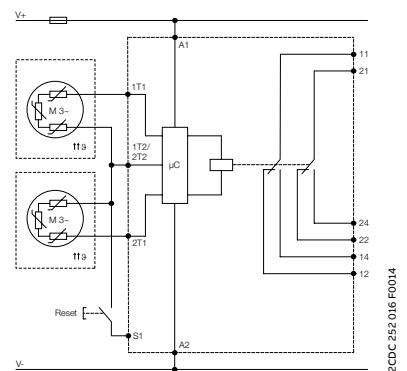 V+
A1
11
21
1T1
M 3~
1T2/
2T2
µC
⇈ϑ
M 3~
24
2T1
22
⇈ϑ
14
12
Reset
S1
A2
V-
2CDC 252 016 F0014